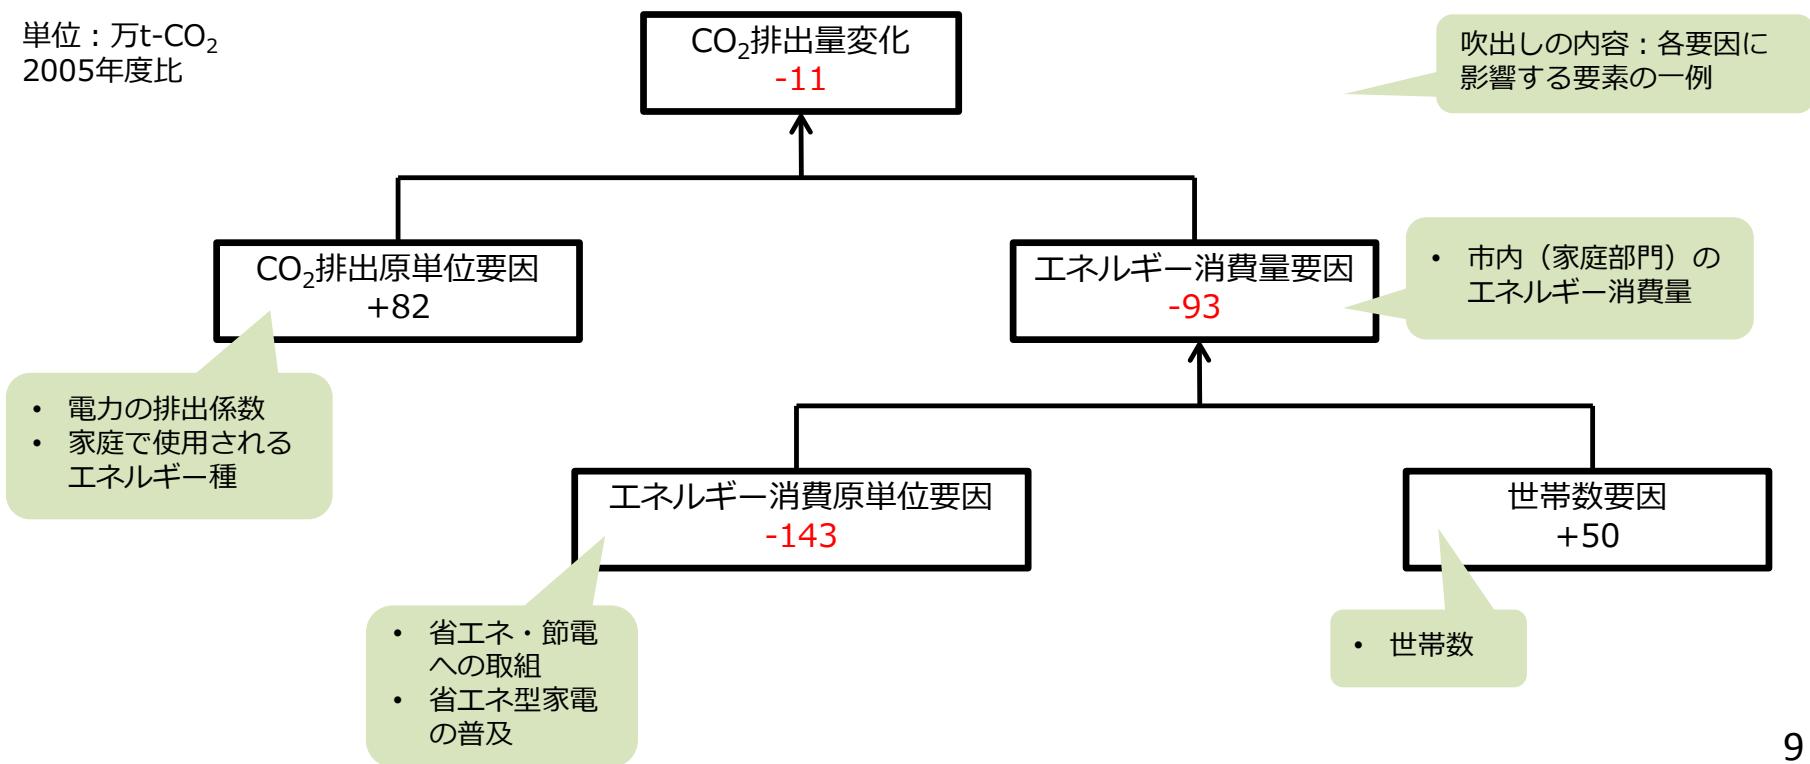 単位：万t-CO₂
2005年度比
CO₂排出量変化
-11
吹出しの内容：各要因に
影響する要素の一例
CO₂排出原単位要因
+82
エネルギー消費量要因
-93
• 市内（家庭部門）の
エネルギー消費量
• 電力の排出係数
• 家庭で使用される
エネルギー種
エネルギー消費原単位要因
-143
世帯数要因
+50
• 省エネ・節電
への取組
• 省エネ型家電
の普及
• 世帯数
9